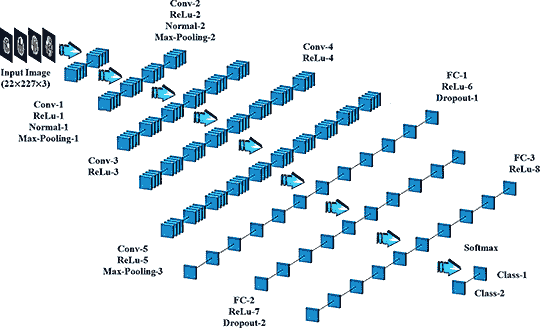 Conv-2
ReLu-2
Normal-2
Max-Pooling-2
Conv-4
ReLu-4
Input Image
(22×227×3)
FC-1
ReLu-6
Dropout-1
Conv-1
ReLu-1
Normal-1
Max-Pooling-1
Conv-3
ReLu-3
FC-3
ReLu-8
Conv-5
ReLu-5
Max-Pooling-3
Softmax
Class-1
Class-2
FC-2
ReLu-7
Dropout-2